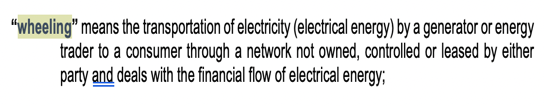 “wheeling” means the transportation of electricity (electrical energy) by a generator or energy
trader to a consumer through a network not owned, controlled or leased by either
party and deals with the financial flow of electrical energy;